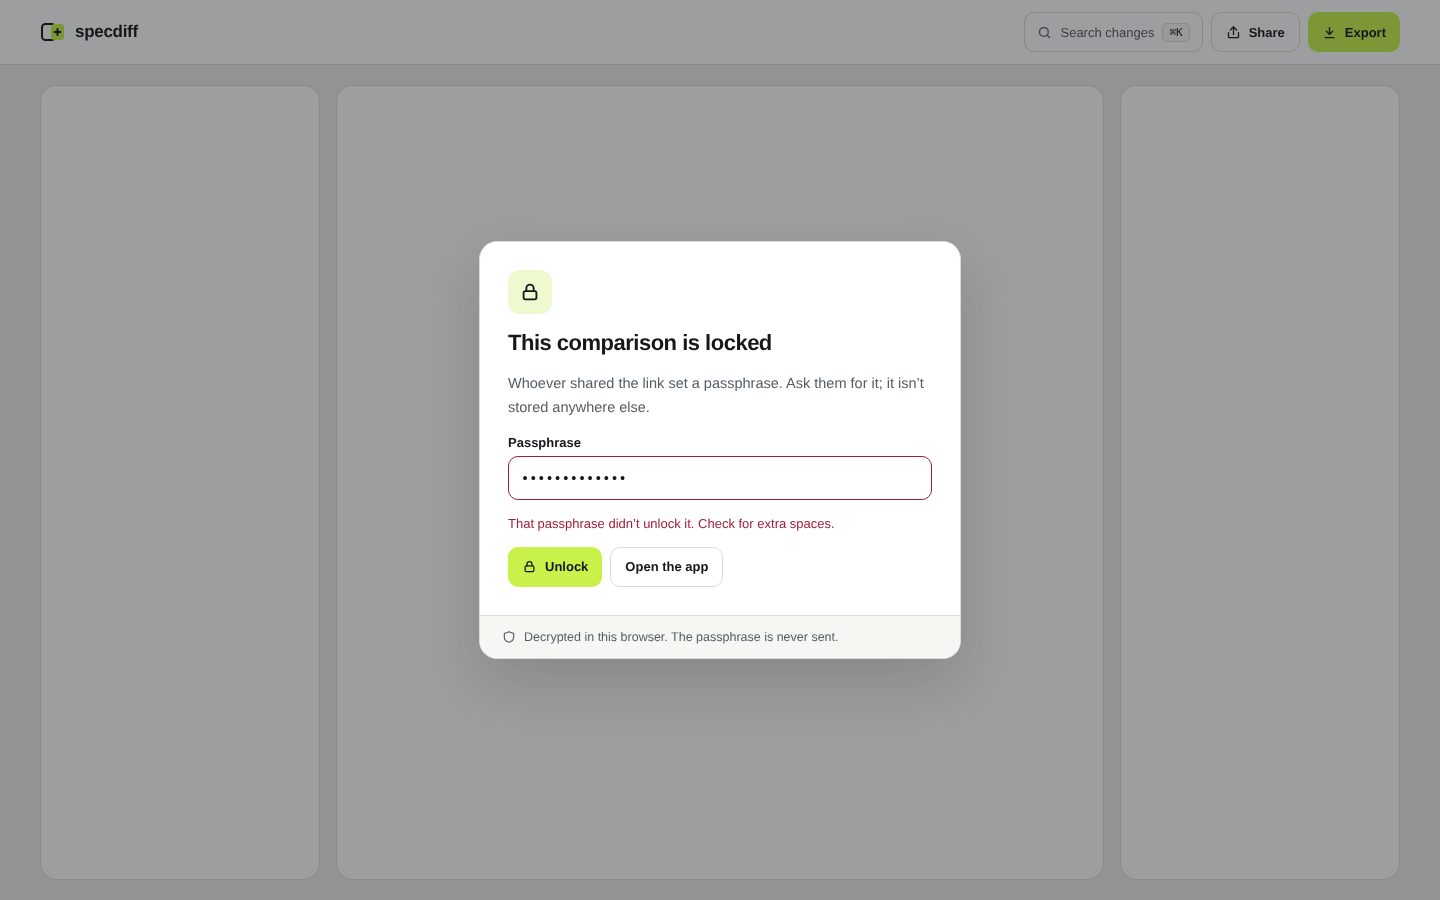 specdiff
Search changes ⌘K
Share
Export
This comparison is locked
Whoever shared the link set a passphrase. Ask them for it; it isn’t
stored anywhere else.
Passphrase
•••••••••••••
That passphrase didn’t unlock it. Check for extra spaces.
Unlock
Open the app
Decrypted in this browser. The passphrase is never sent.